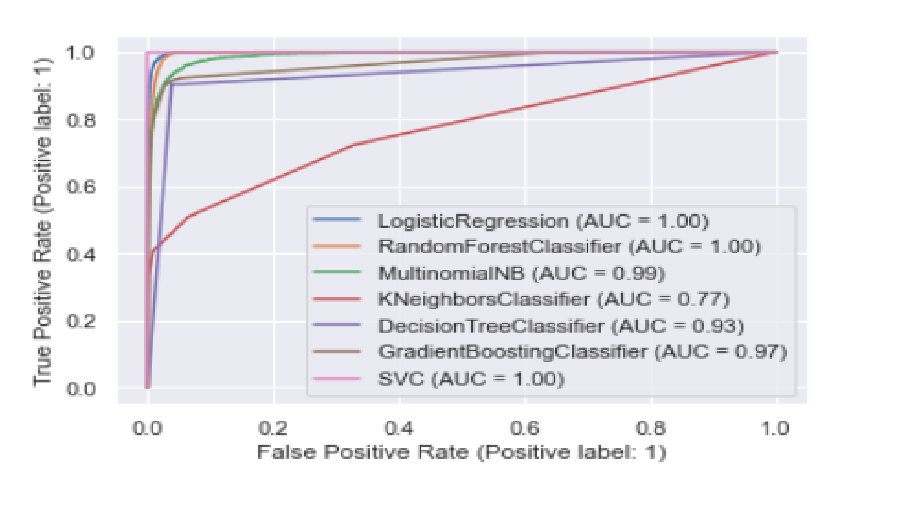 True Positive Rate (Positive label: 1)
1.0
0.8
0.6
0.4
0.2
0.0
LogisticRegression (AUC = 1.00)
RandomForestClassifier (AUC = 1.00)
MultinomialNB (AUC = 0.99)
KNeighborsClassifier (AUC = 0.77)
DecisionTreeClassifier (AUC = 0.93)
GradientBoostingClassifier (AUC = 0.97)
SVC (AUC = 1.00)
0.0 0.2 0.4 0.6 0.8 1.0
False Positive Rate (Positive label: 1)